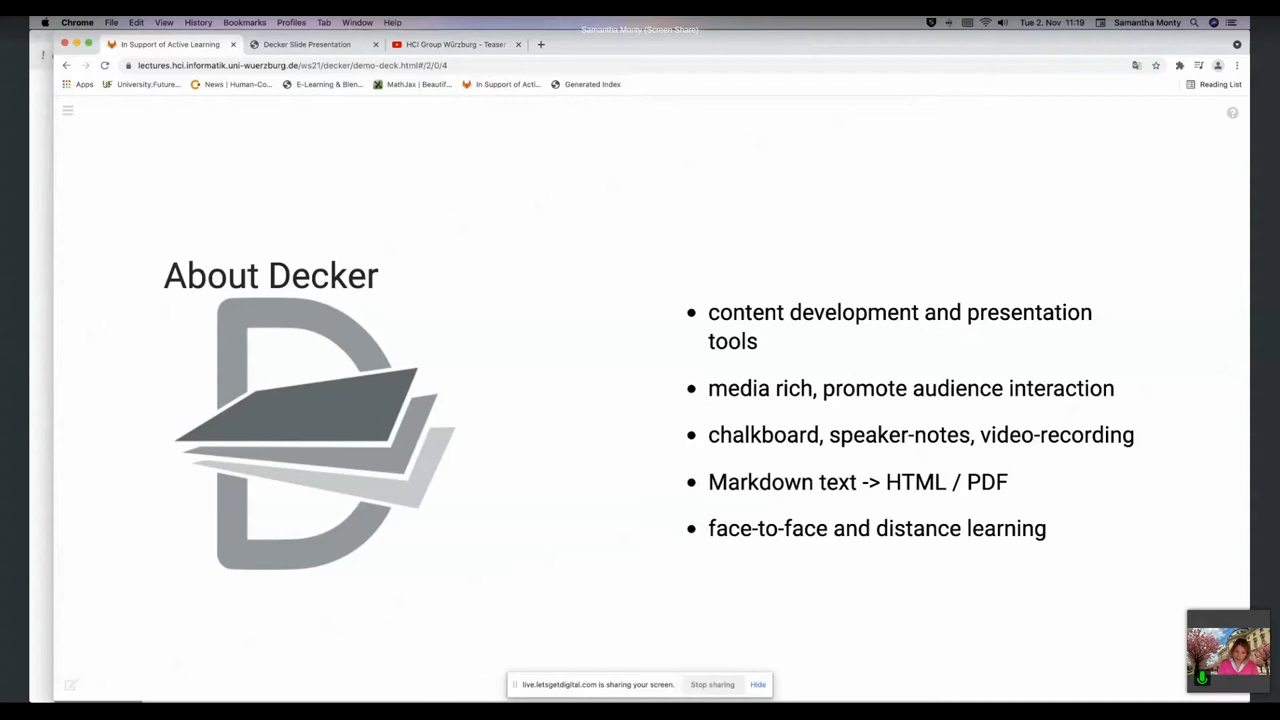 Chrome File Edit View History Bookmarks Profiles Tab Window Help
Tue 2. Nov 11:19 Samantha Monty
Samantha Monty (Screen Share)
In Support of Active Learning
Decker Slide Presentation
HCI Group Würzburg - Teaser
lectures.hci.informatik.uni-wuerzburg.de/ws21/decker/demo-deck.html#/2/0/4
Apps University:Future... News | Human-Co... E-Learning & Blen... MathJax | Beautif... In Support of Acti... Generated Index Reading List
About Decker
D
• content development and presentation
tools
• media rich, promote audience interaction
• chalkboard, speaker-notes, video-recording
• Markdown text -> HTML / PDF
• face-to-face and distance learning
live.letsgetdigital.com is sharing your screen. Stop sharing Hide